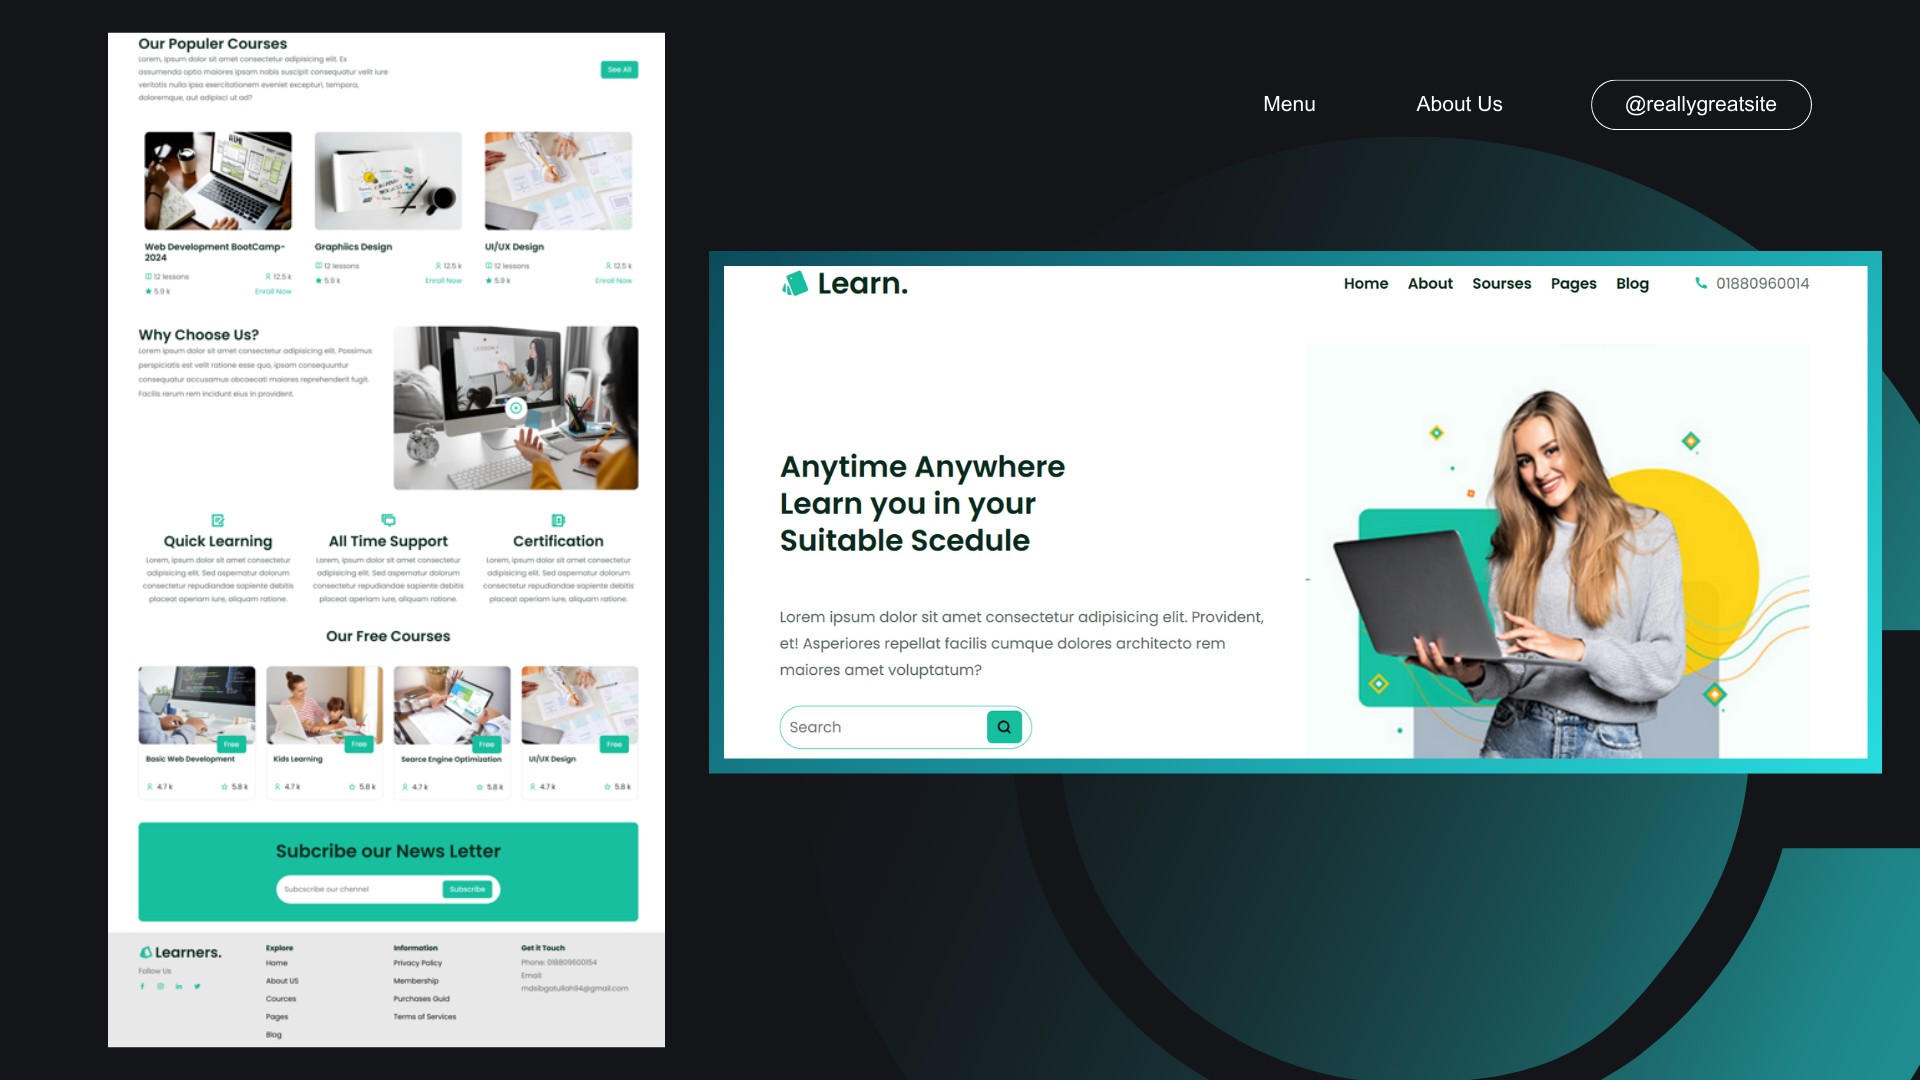 Our Populer Courses
Lorem, ipsum dolor sit amet consectetur adipisicing elit. Ex
assumenda optio maiores ipsam nobis suscipit consequatur velit iure
veritatis nulla ipsa exercitationem eveniet excepturi, tempora,
doloremque, aut adipisci ut ad?
See All
Web Development BootCamp-
2024
12 lessons
12.5 k
5.9 k
Enroll Now
Graphiics Design
12 lessons
12.5 k
5.9 k
Enroll Now
UI/UX Design
12 lessons
12.5 k
5.9 k
Enroll Now
Why Choose Us?
Lorem ipsum dolor sit amet consectetur adipisicing elit. Possimus
perspiciatis est velit ratione esse quo, ipsam consequuntur
consequatur accusamus obcaecati maiores reprehenderit fugit.
Facilis rerum rem incidunt eius in provident.
LESSON
Quick Learning
Lorem, ipsum dolor sit amet consectetur
adipisicing elit. Sed aspernatur dolorum
consectetur repudiandae sapiente debitis
placeat aperiam iure, aliquam ratione.
All Time Support
Lorem, ipsum dolor sit amet consectetur
adipisicing elit. Sed aspernatur dolorum
consectetur repudiandae sapiente debitis
placeat aperiam iure, aliquam ratione.
Certification
Lorem, ipsum dolor sit amet consectetur
adipisicing elit. Sed aspernatur dolorum
consectetur repudiandae sapiente debitis
placeat aperiam iure, aliquam ratione.
Our Free Courses
Free
Basic Web Development
4.7 k
5.8 k
Free
Kids Learning
4.7 k
5.8 k
Free
Searce Engine Optimization
4.7 k
5.8 k
Free
UI/UX Design
4.7 k
5.8 k
Subcribe our News Letter
Subcscribe our chennel
Subscribe
Learners.
Follow Us
Explore
Home
About US
Cources
Pages
Blog
Information
Privacy Policy
Membership
Purchases Guid
Terms of Services
Get it Touch
Phone: 018809600154
Email:
mdsibgatullah94@gmail.com
Menu
About Us
@reallygreatsite
Learn.
Home
About
Sourses
Pages
Blog
01880960014
Anytime Anywhere
Learn you in your
Suitable Scedule
Lorem ipsum dolor sit amet consectetur adipisicing elit. Provident,
et! Asperiores repellat facilis cumque dolores architecto rem
maiores amet voluptatum?
Search